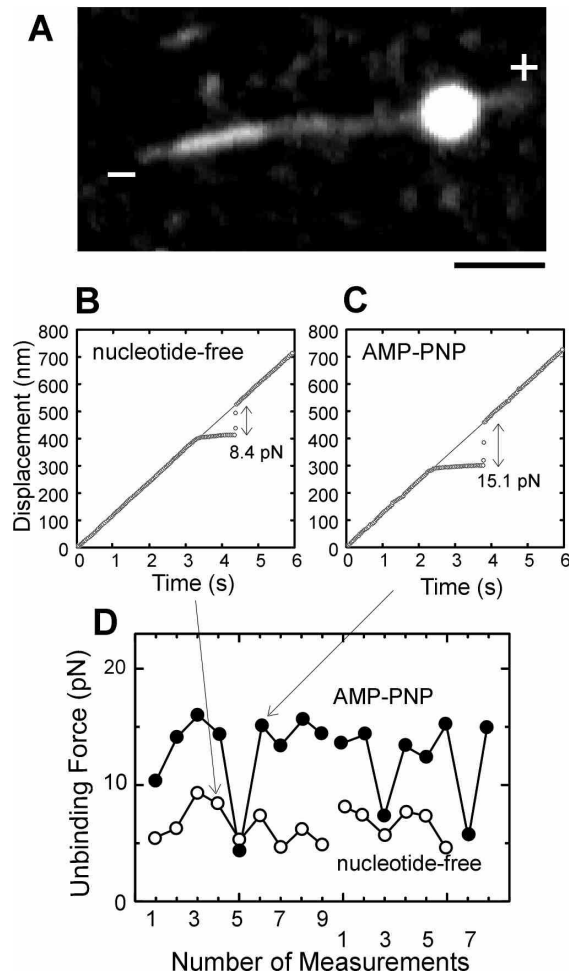 A
+
−
B
C
800
700
600
500
400
300
200
100
0
Displacement (nm)
nucleotide-free
8.4 pN
0 1 2 3 4 5 6
Time (s)
AMP-PNP
15.1 pN
0 1 2 3 4 5 6
Time (s)
D
20
10
0
Unbinding Force (pN)
AMP-PNP
nucleotide-free
1 3 5 7 9 1 3 5 7
Number of Measurements